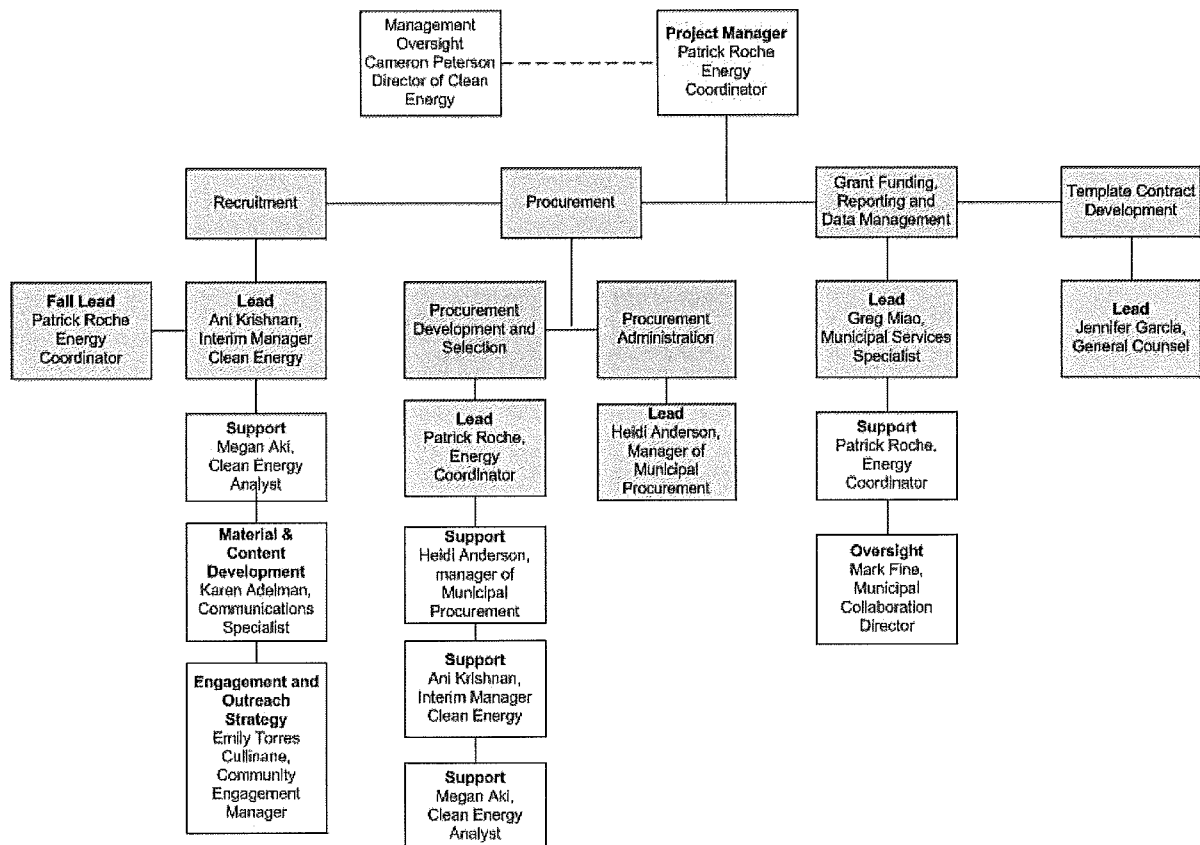 Management
Oversight
Cameron Peterson
Director of Clean
Energy
Project Manager
Patrick Roche
Energy
Coordinator
Recruitment
Procurement
Grant Funding,
Reporting and
Data Management
Template Contract
Development
Fall Lead
Patrick Roche
Energy
Coordinator
Lead
Ani Krishnan,
Interim Manager
Clean Energy
Procurement
Development and
Selection
Procurement
Administration
Lead
Greg Miao,
Municipal Services
Specialist
Lead
Jennifer Garcia,
General Counsel
Support
Megan Aki,
Clean Energy
Analyst
Lead
Patrick Roche,
Energy
Coordinator
Lead
Heidi Anderson,
Manager of
Municipal
Procurement
Support
Patrick Roche,
Energy
Coordinator
Material &
Content
Development
Karen Adelman,
Communications
Specialist
Support
Heidi Anderson,
manager of
Municipal
Procurement
Oversight
Mark Fine,
Municipal
Collaboration
Director
Engagement and
Outreach
Strategy
Emily Torres
Cullinane,
Community
Engagement
Manager
Support
Ani Krishnan,
Interim Manager
Clean Energy
Support
Megan Aki,
Clean Energy
Analyst